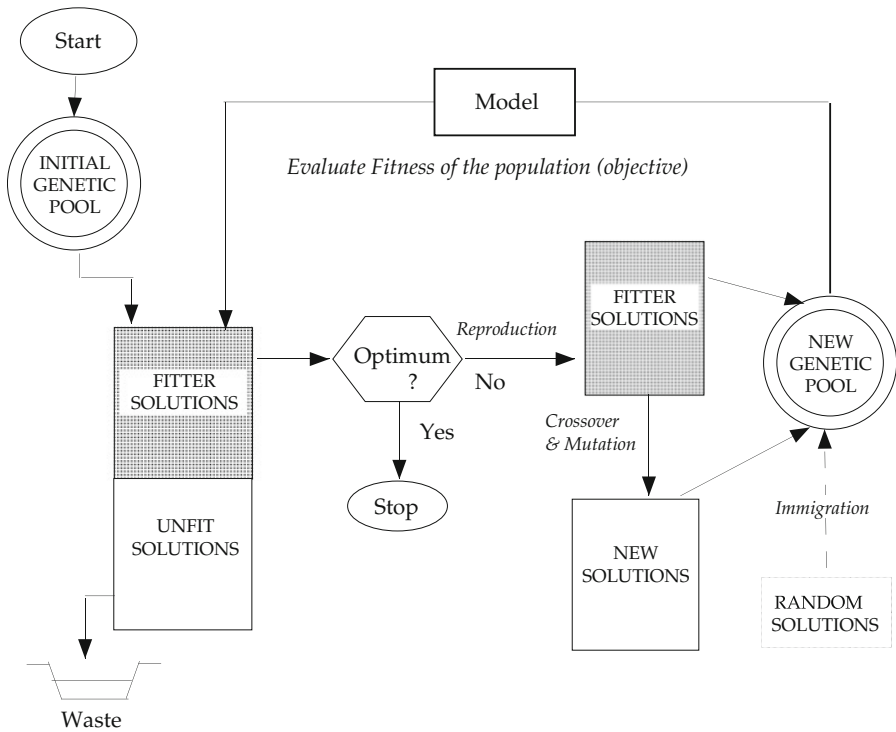 Start
Model
INITIAL
GENETIC
POOL
Evaluate Fitness of the population (objective)
FITTER
SOLUTIONS
NEW
GENETIC
POOL
Reproduction
Optimum
?
No
FITTER
SOLUTIONS
Yes
Crossover
& Mutation
Stop
Immigration
UNFIT
SOLUTIONS
NEW
SOLUTIONS
RANDOM
SOLUTIONS
Waste